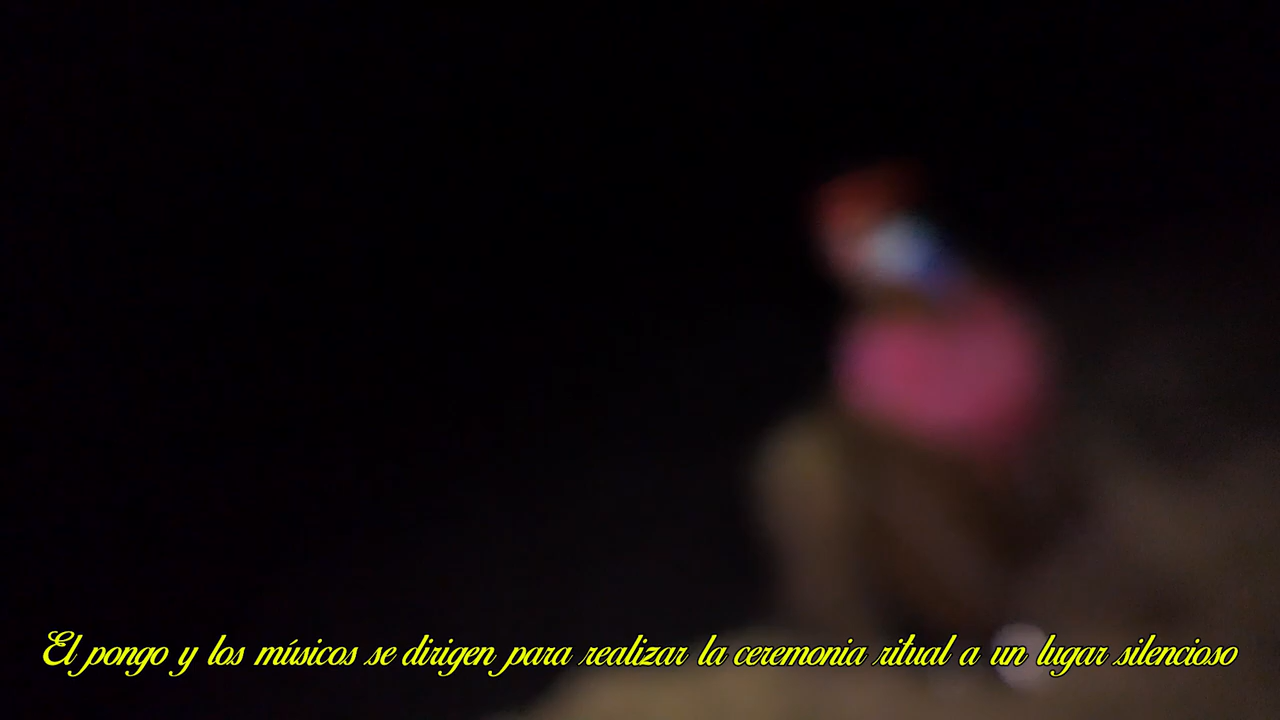 El pongo y los músicos se dirigen para realizar la ceremonia ritual a un lugar silencioso